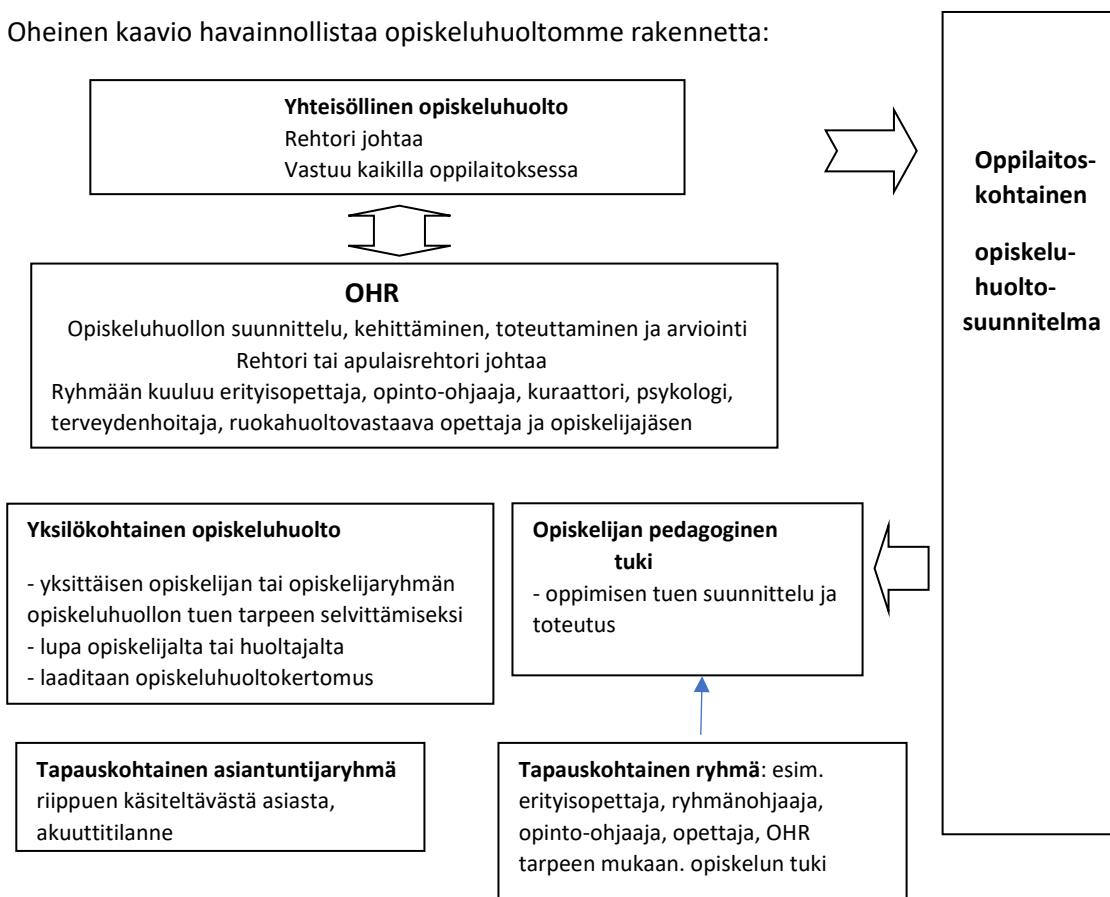 Oheinen kaavio havainnollistaa opiskeluhuoltomme rakennetta:
Yhteisöllinen opiskeluhuolto
Rehtori johtaa
Vastuu kaikilla oppilaitoksessa
OHR
Opiskeluhuollon suunnittelu, kehittäminen, toteuttaminen ja arviointi
Rehtori tai apulaisrehtori johtaa
Ryhmään kuuluu erityisopettaja, opinto-ohjaaja, kuraattori, psykologi,
terveydenhoitaja, ruokahuoltovastaava opettaja ja opiskelijajäsen
Oppilaitos-
kohtainen
opiskelu-
huolto-
suunnitelma
Yksilökohtainen opiskeluhuolto
- yksittäisen opiskelijan tai opiskelijaryhmän
opiskeluhuollon tuen tarpeen selvittämiseksi
- lupa opiskelijalta tai huoltajalta
- laaditaan opiskeluhuoltokertomus
Opiskelijan pedagoginen
tuki
- oppimisen tuen suunnittelu ja
toteutus
Tapauskohtainen asiantuntijaryhmä
riippuen käsiteltävästä asiasta,
akuuttitilanne
Tapauskohtainen ryhmä: esim.
erityisopettaja, ryhmänohjaaja,
opinto-ohjaaja, opettaja, OHR
tarpeen mukaan. opiskelun tuki